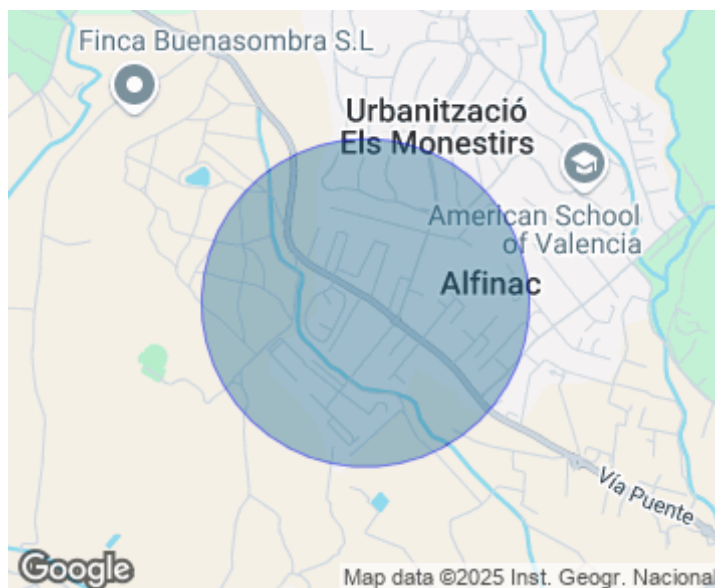 Finca Buenasombra S.L
Urbanització
Els Monestirs
American School
of Valencia
Alfinac
Vía Puente
Google
Map data ©2025 Inst. Geogr. Nacional